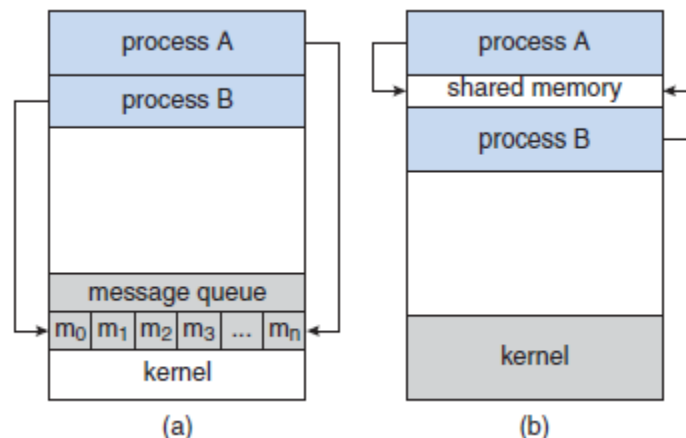 process A
process B
message queue
m0 m1 m2 m3 ... mn
kernel
(a)
process A
shared memory
process B
kernel
(b)